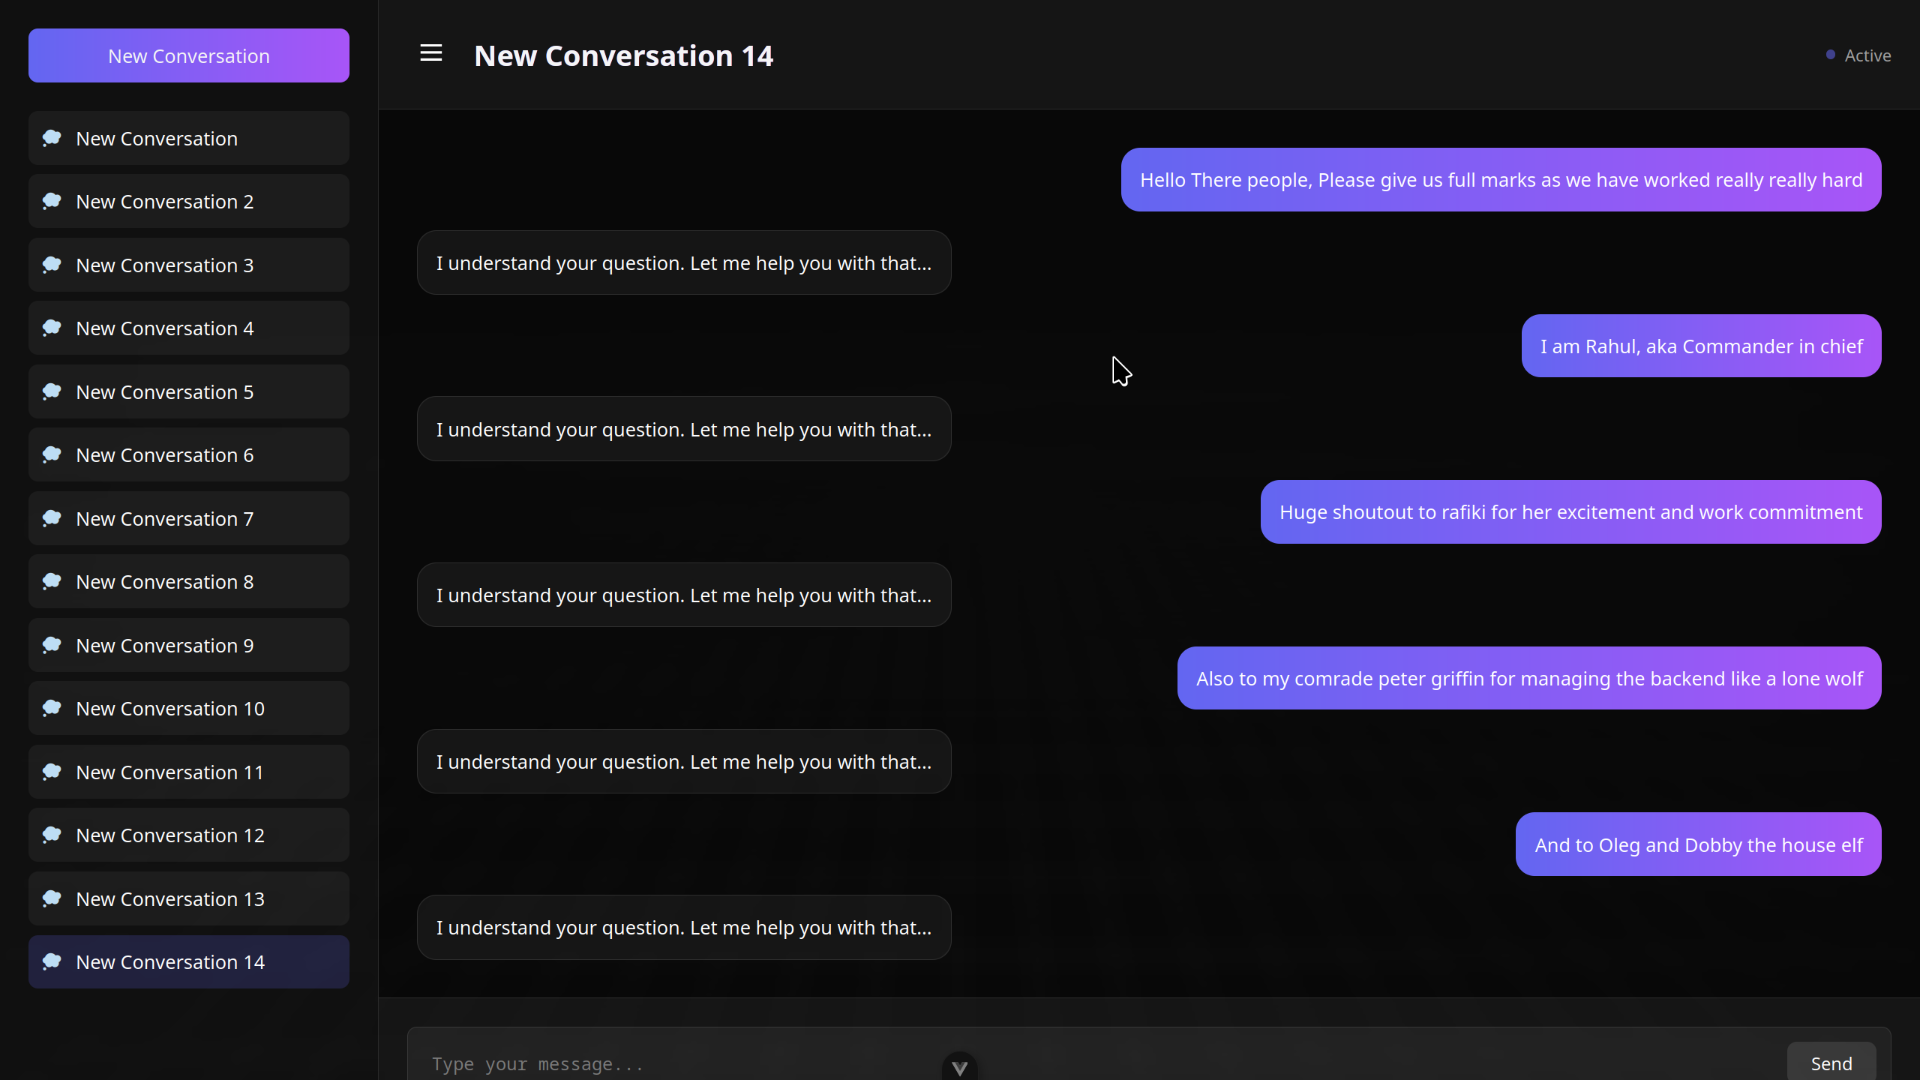 New Conversation
New Conversation
New Conversation 2
New Conversation 3
New Conversation 4
New Conversation 5
New Conversation 6
New Conversation 7
New Conversation 8
New Conversation 9
New Conversation 10
New Conversation 11
New Conversation 12
New Conversation 13
New Conversation 14
New Conversation 14
Active
Hello There people, Please give us full marks as we have worked really really hard
I understand your question. Let me help you with that...
I am Rahul, aka Commander in chief
I understand your question. Let me help you with that...
Huge shoutout to rafiki for her excitement and work commitment
I understand your question. Let me help you with that...
Also to my comrade peter griffin for managing the backend like a lone wolf
I understand your question. Let me help you with that...
And to Oleg and Dobby the house elf
I understand your question. Let me help you with that...
Type your message...
Send